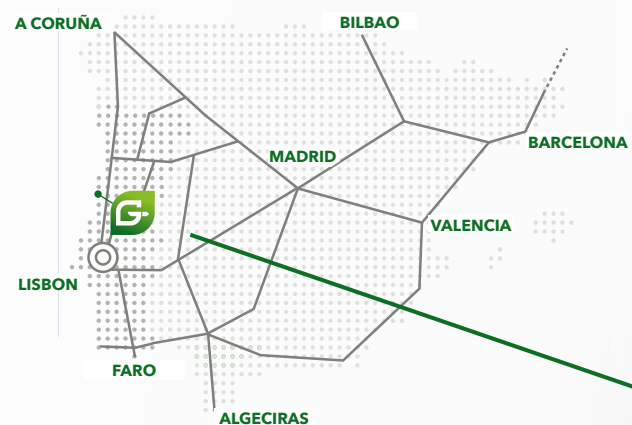 A CORUÑA
BILBAO
BARCELONA
MADRID
VALENCIA
G
LISBON
FARO
ALGECIRAS